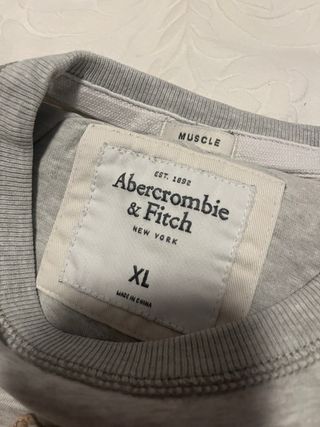 MUSCLE
EST. 1892
Abercrombie
& Fitch
NEW YORK
XL
MADE IN CHINA